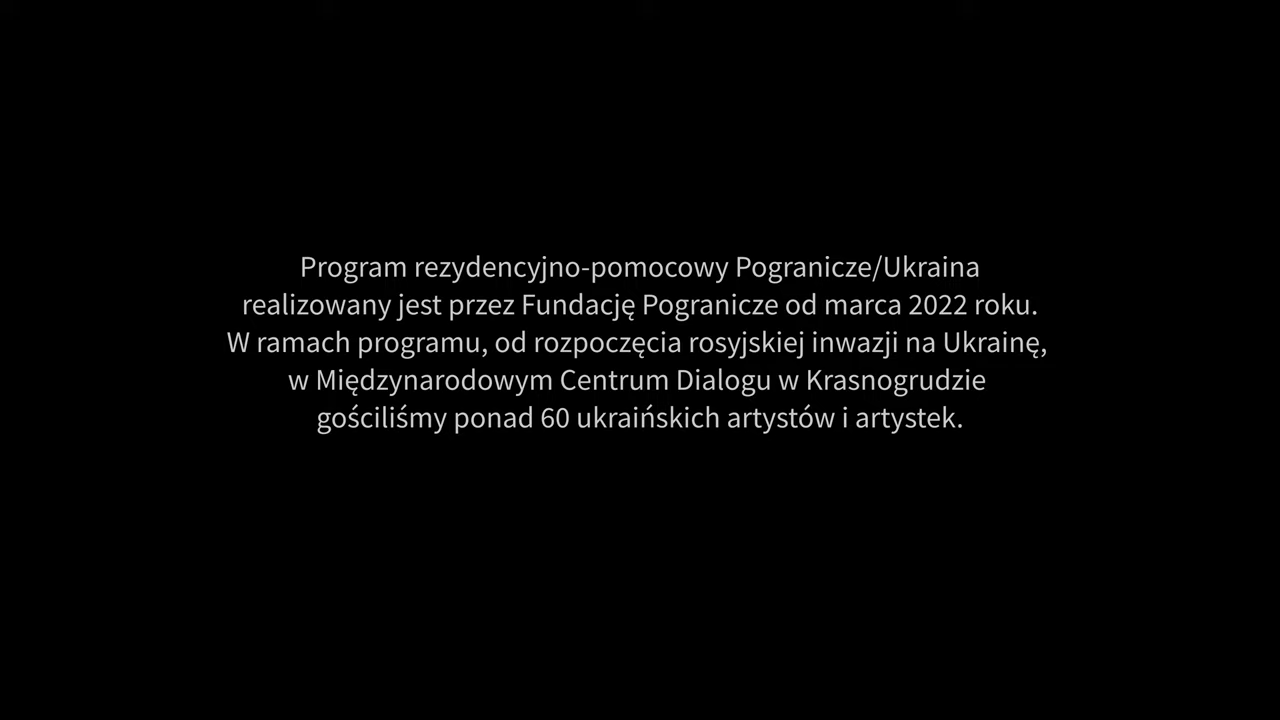 Program rezydencyjno-pomocowy Pogranicze/Ukraina
realizowany jest przez Fundację Pogranicze od marca 2022 roku.
W ramach programu, od rozpoczęcia rosyjskiej inwazji na Ukrainę,
w Międzynarodowym Centrum Dialogu w Krasnogrudzie
gościliśmy ponad 60 ukraińskich artystów i artystek.